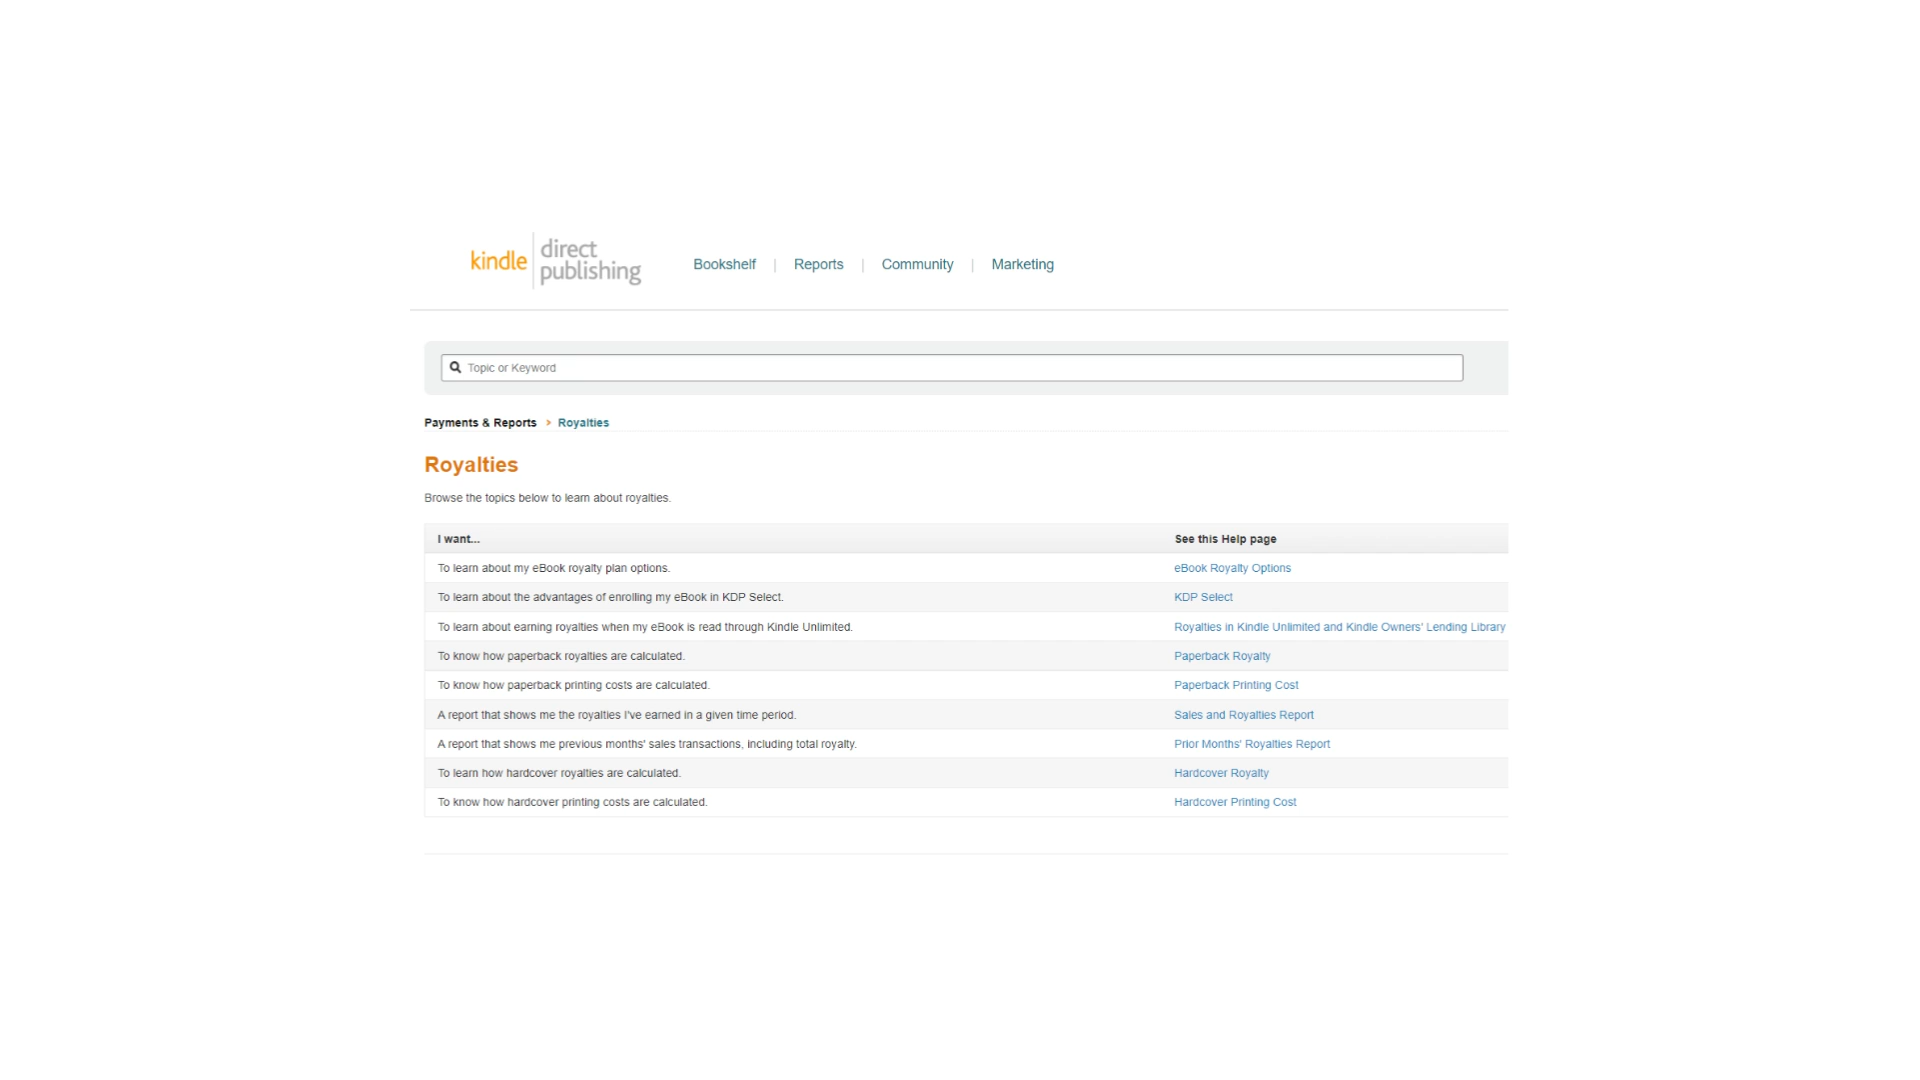 kindle direct publishing
Bookshelf | Reports | Community | Marketing
Topic or Keyword
Payments & Reports > Royalties
Royalties
Browse the topics below to learn about royalties.
I want... See this Help page
To learn about my eBook royalty plan options. eBook Royalty Options
To learn about the advantages of enrolling my eBook in KDP Select. KDP Select
To learn about earning royalties when my eBook is read through Kindle Unlimited. Royalties in Kindle Unlimited and Kindle Owners' Lending Library
To know how paperback royalties are calculated. Paperback Royalty
To know how paperback printing costs are calculated. Paperback Printing Cost
A report that shows me the royalties I've earned in a given time period. Sales and Royalties Report
A report that shows me previous months' sales transactions, including total royalty. Prior Months' Royalties Report
To learn how hardcover royalties are calculated. Hardcover Royalty
To know how hardcover printing costs are calculated. Hardcover Printing Cost